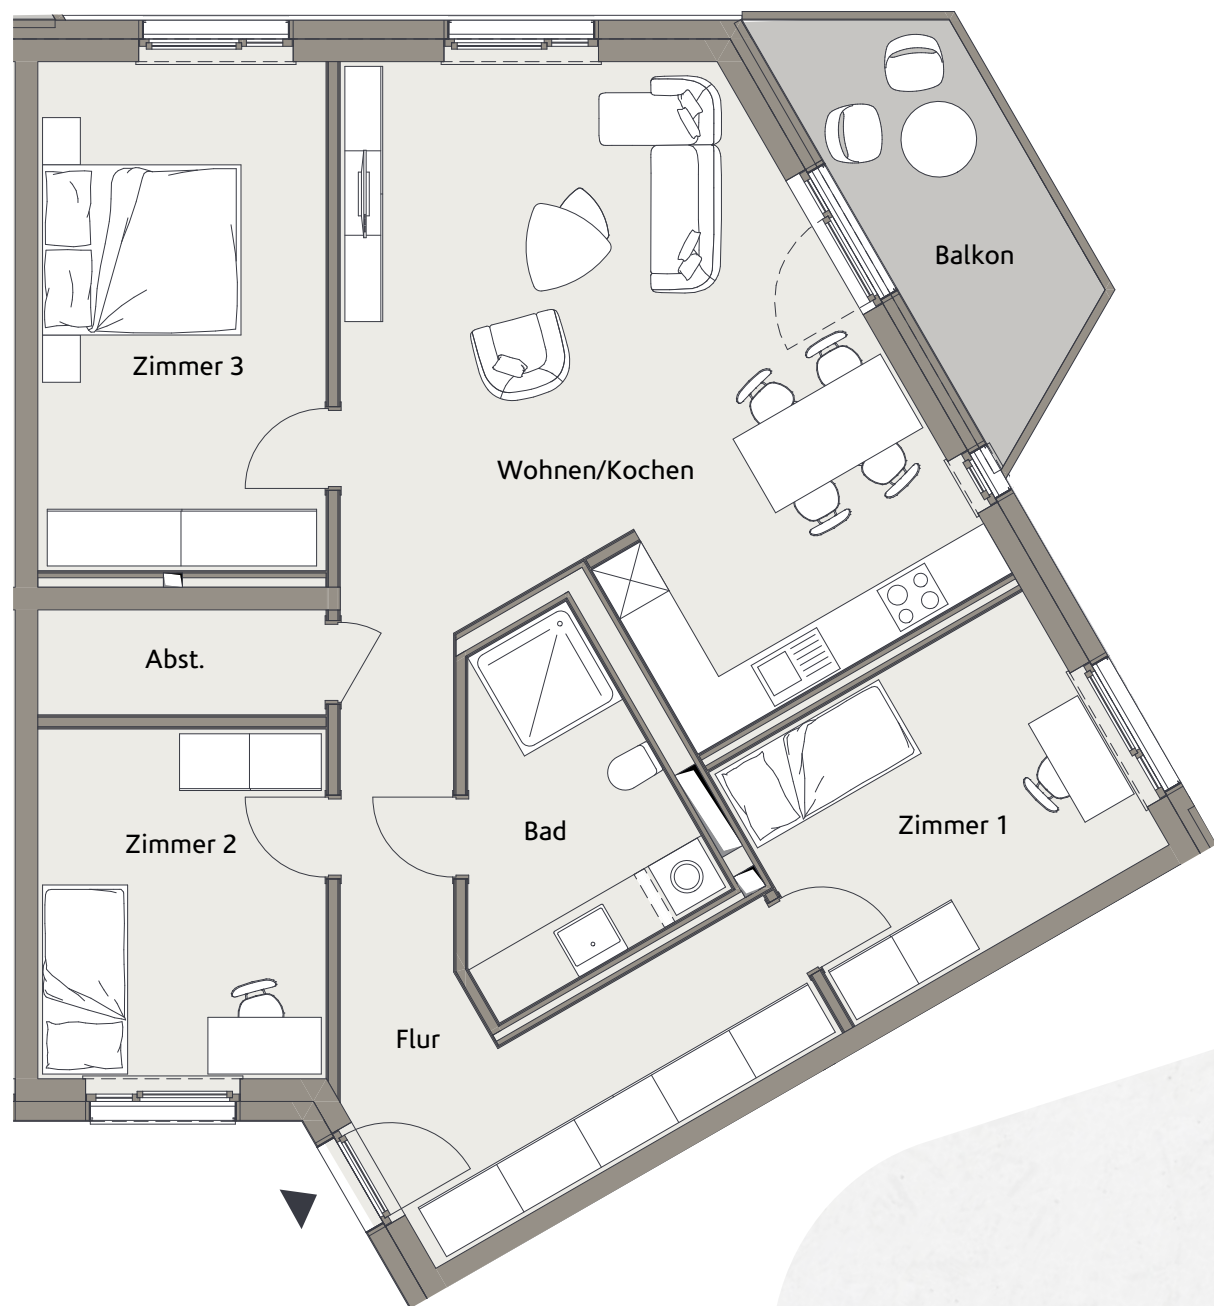 Balkon
Zimmer 3
Wohnen/Kochen
Abst.
Zimmer 1
Bad
Zimmer 2
Flur